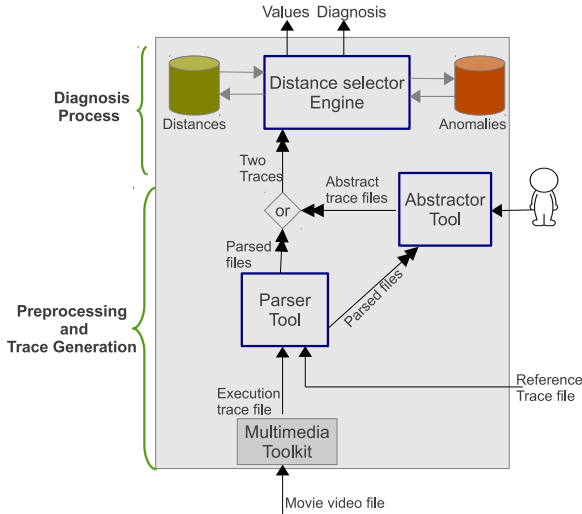 Values Diagnosis
Distance selector
Engine
Distances
Anomalies
Diagnosis
Process
Two
Traces
Abstract
trace files
Abstractor
Tool
or
Parsed
files
Parsed files
Parser
Tool
Preprocessing
and
Trace Generation
Reference
Trace file
Execution
trace file
Multimedia
Toolkit
Movie video file